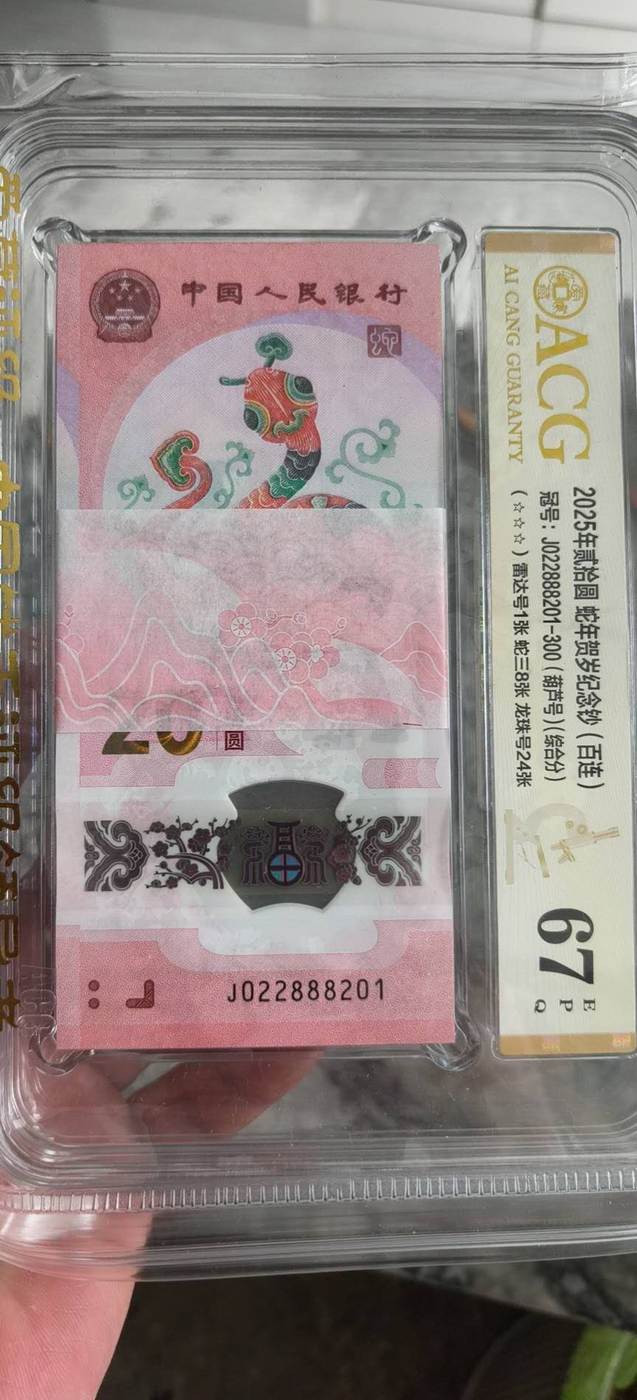 中国人民银行
蛇
20
圆
J022888201
ACG
AI CANG GUARANTY
2025年贰拾圆 蛇年贺岁纪念钞（百连）
冠号：J022888201-300（葫芦号）(综合分)
(☆☆☆) 雷达号1张 蛇三8张 龙珠号24张
67
E
P
Q